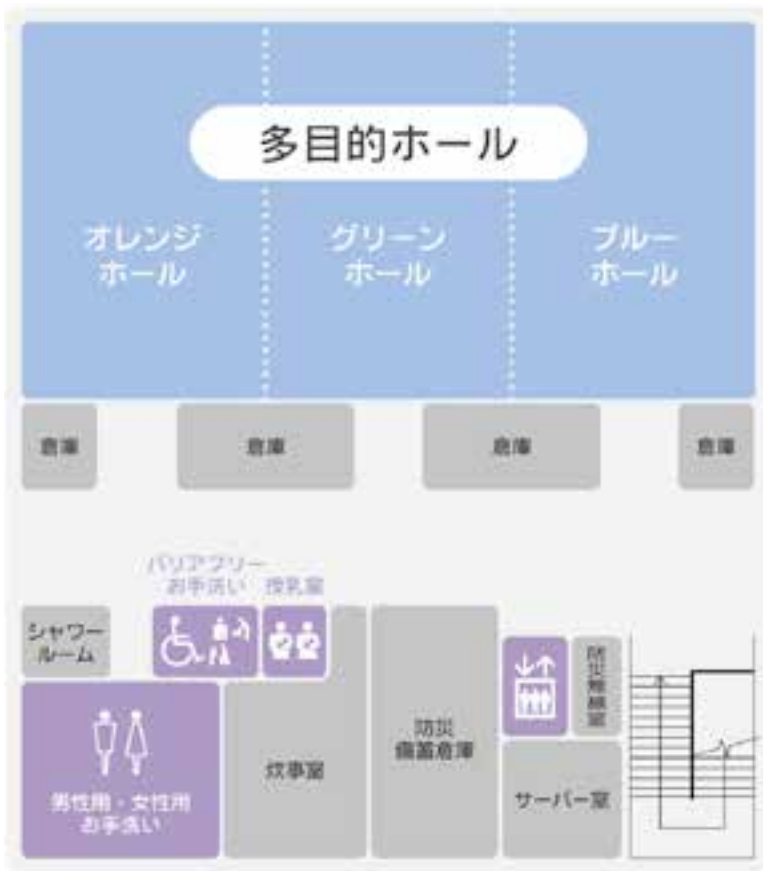 多目的ホール
オレンジ
ホール
グリーン
ホール
ブルー
ホール
倉庫
倉庫
倉庫
倉庫
バリアフリー
お手洗い
授乳室
シャワー
ルーム
防災無線室
防災
備蓄倉庫
炊事室
男性用・女性用
お手洗い
サーバー室